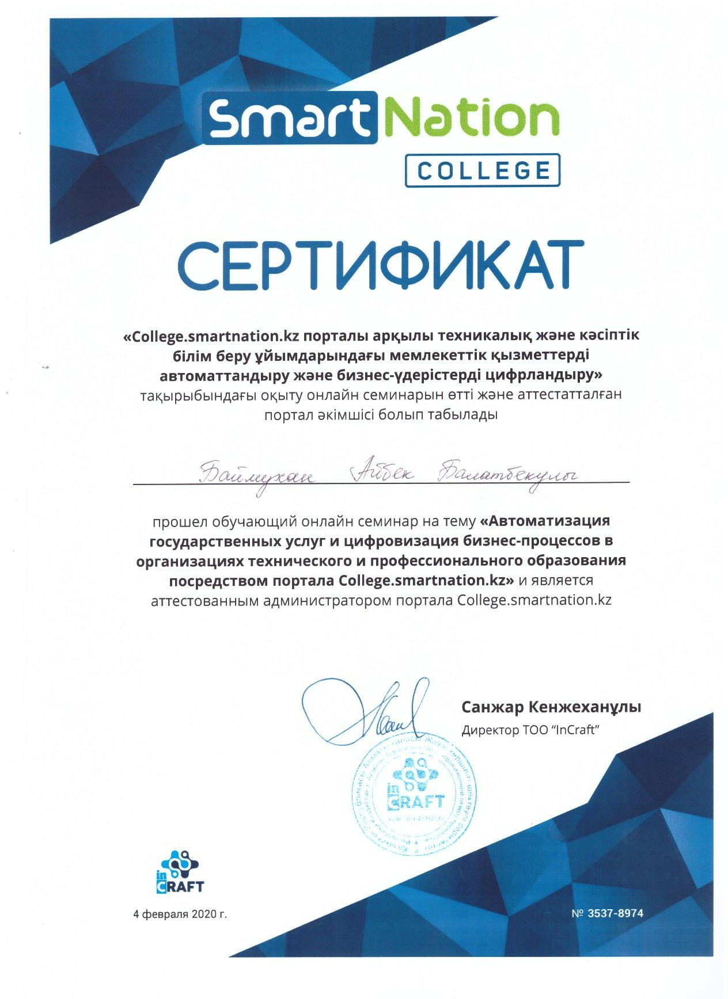 Smart Nation
COLLEGE
СЕРТИФИКАТ
«College.smartnation.kz порталы арқылы техникалық және кәсіптік
білім беру ұйымдарындағы мемлекеттік қызметтерді
автоматтандыру және бизнес-үдерістерді цифрландыру»
тақырыбындағы оқыту онлайн семинарын өтті және аттестатталған
портал әкімшісі болып табылады
Баймухан Айбек Балатбекулы
прошел обучающий онлайн семинар на тему «Автоматизация
государственных услуг и цифровизация бизнес-процессов в
организациях технического и профессионального образования
посредством портала College.smartnation.kz» и является
аттестованным администратором портала College.smartnation.kz
Санжар Кенжеханұлы
Директор ТОО “InCraft”
in
CRAFT
in
CRAFT
4 февраля 2020 г.
№ 3537-8974